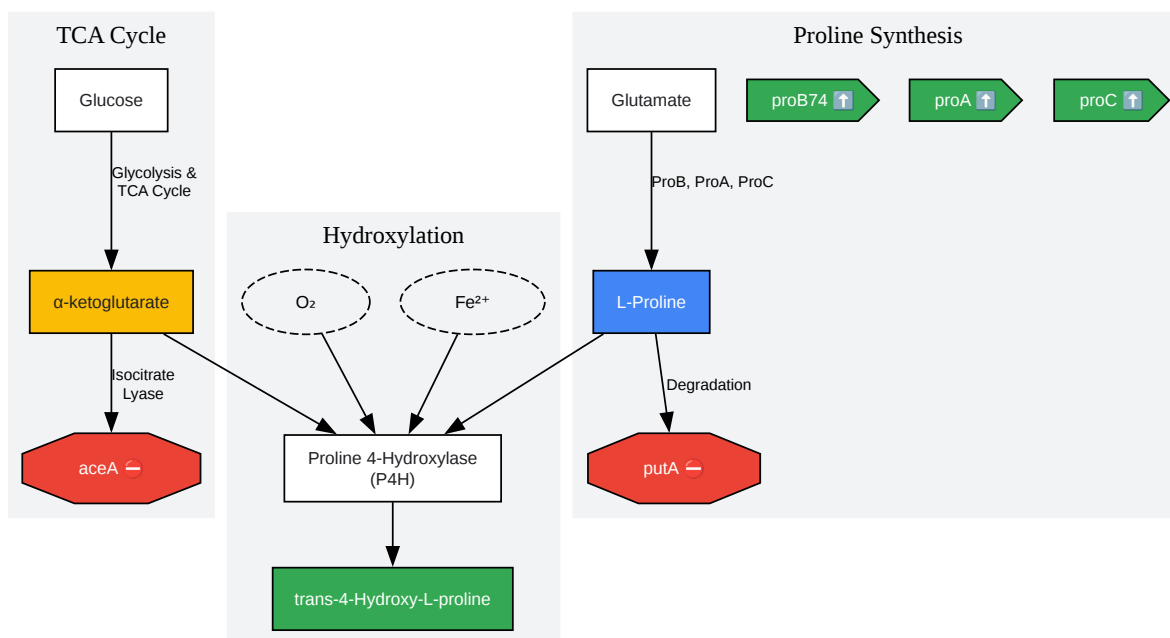 TCA Cycle
Proline Synthesis
Glucose
Glutamate
proB74 ⬆️
proA ⬆️
proC ⬆️
Glycolysis &
TCA Cycle
ProB, ProA, ProC
Hydroxylation
α-ketoglutarate
O₂
Fe²⁺
L-Proline
Isocitrate
Lyase
Degradation
aceA ⛔
Proline 4-Hydroxylase
(P4H)
putA ⛔
trans-4-Hydroxy-L-proline